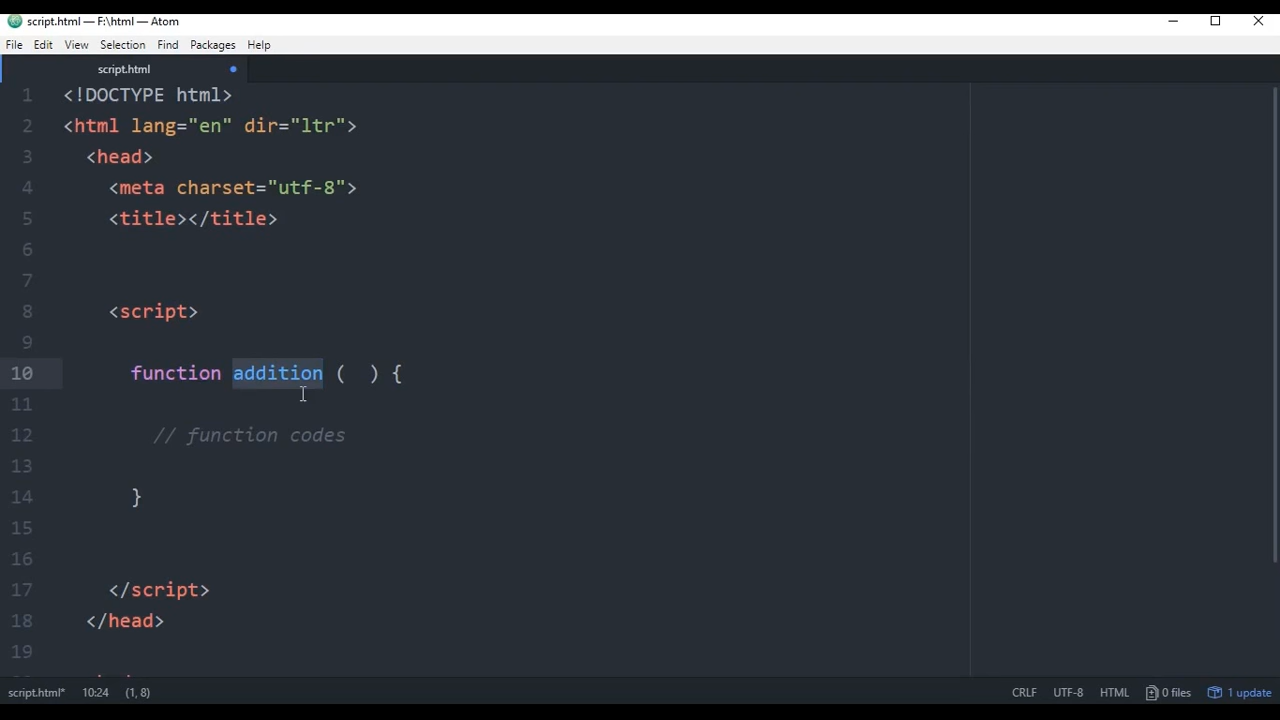 script.html — F:\html — Atom
File Edit View Selection Find Packages Help
script.html
1 <!DOCTYPE html>
2 <html lang="en" dir="ltr">
3 <head>
4 <meta charset="utf-8">
5 <title></title>
6
7
8 <script>
9
10 function addition ( ) {
11
12 // function codes
13
14 }
15
16
17 </script>
18 </head>
19
script.html* 10:24 (1, 8) CRLF UTF-8 HTML 0 files 1 update